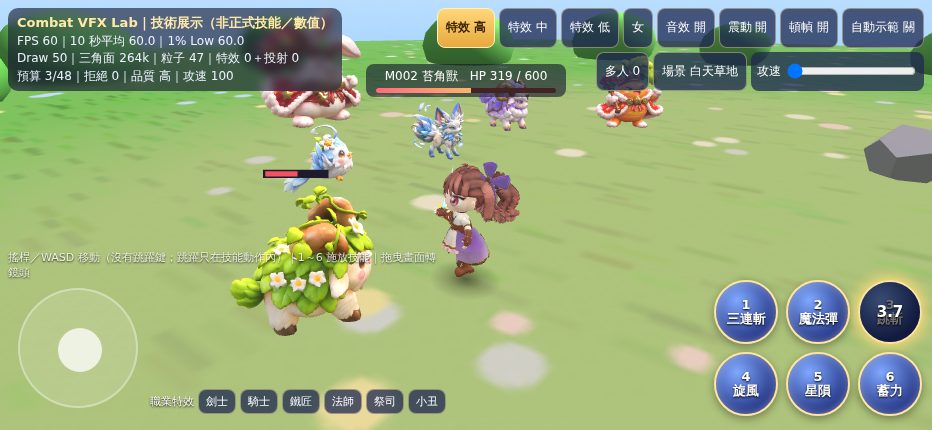 Combat VFX Lab | 技術展示（非正式技能／數值）
FPS 60 | 10 秒平均 60.0 | 1% Low 60.0
Draw 50 | 三角面 264k | 粒子 47 | 特效 0＋投射 0
預算 3/48 | 拒絕 0 | 品質 高 | 攻速 100
M002 苔角獸 HP 319 / 600
特效 高
特效 中
特效 低
女
音效 開
震動 開
頓幀 開
自動示範 關
多人 0
場景 白天草地
攻速
搖桿／WASD 移動（沒有跳躍鍵；跳躍只在技能動作內） | 1～6 施放技能 | 拖曳畫面轉
鏡頭
1
三連斬
2
魔法彈
3
跳斬
3.7
4
旋風
5
星隕
6
蓄力
職業特效
劍士
騎士
鐵匠
法師
祭司
小丑